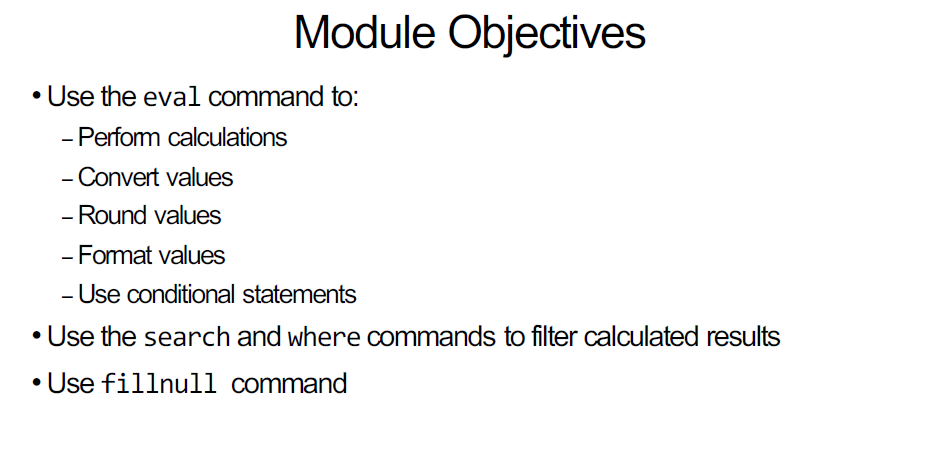 Module Objectives
• Use the eval command to:
– Perform calculations
– Convert values
– Round values
– Format values
– Use conditional statements
• Use the search and where commands to filter calculated results
• Use fillnull command